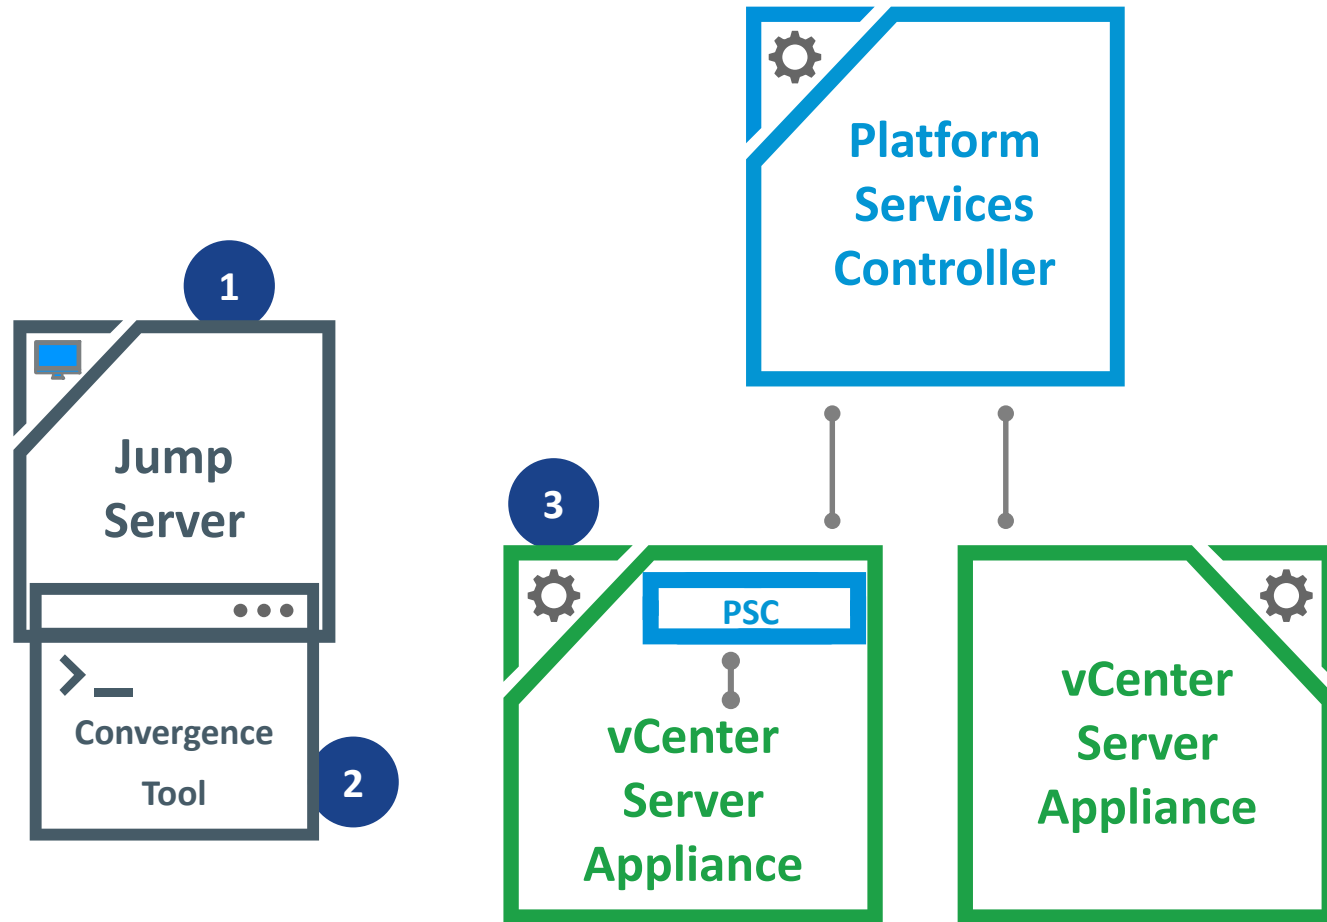 Platform
Services
Controller
1
Jump
Server
>_
Convergence
Tool
2
3
PSC
vCenter
Server
Appliance
vCenter
Server
Appliance